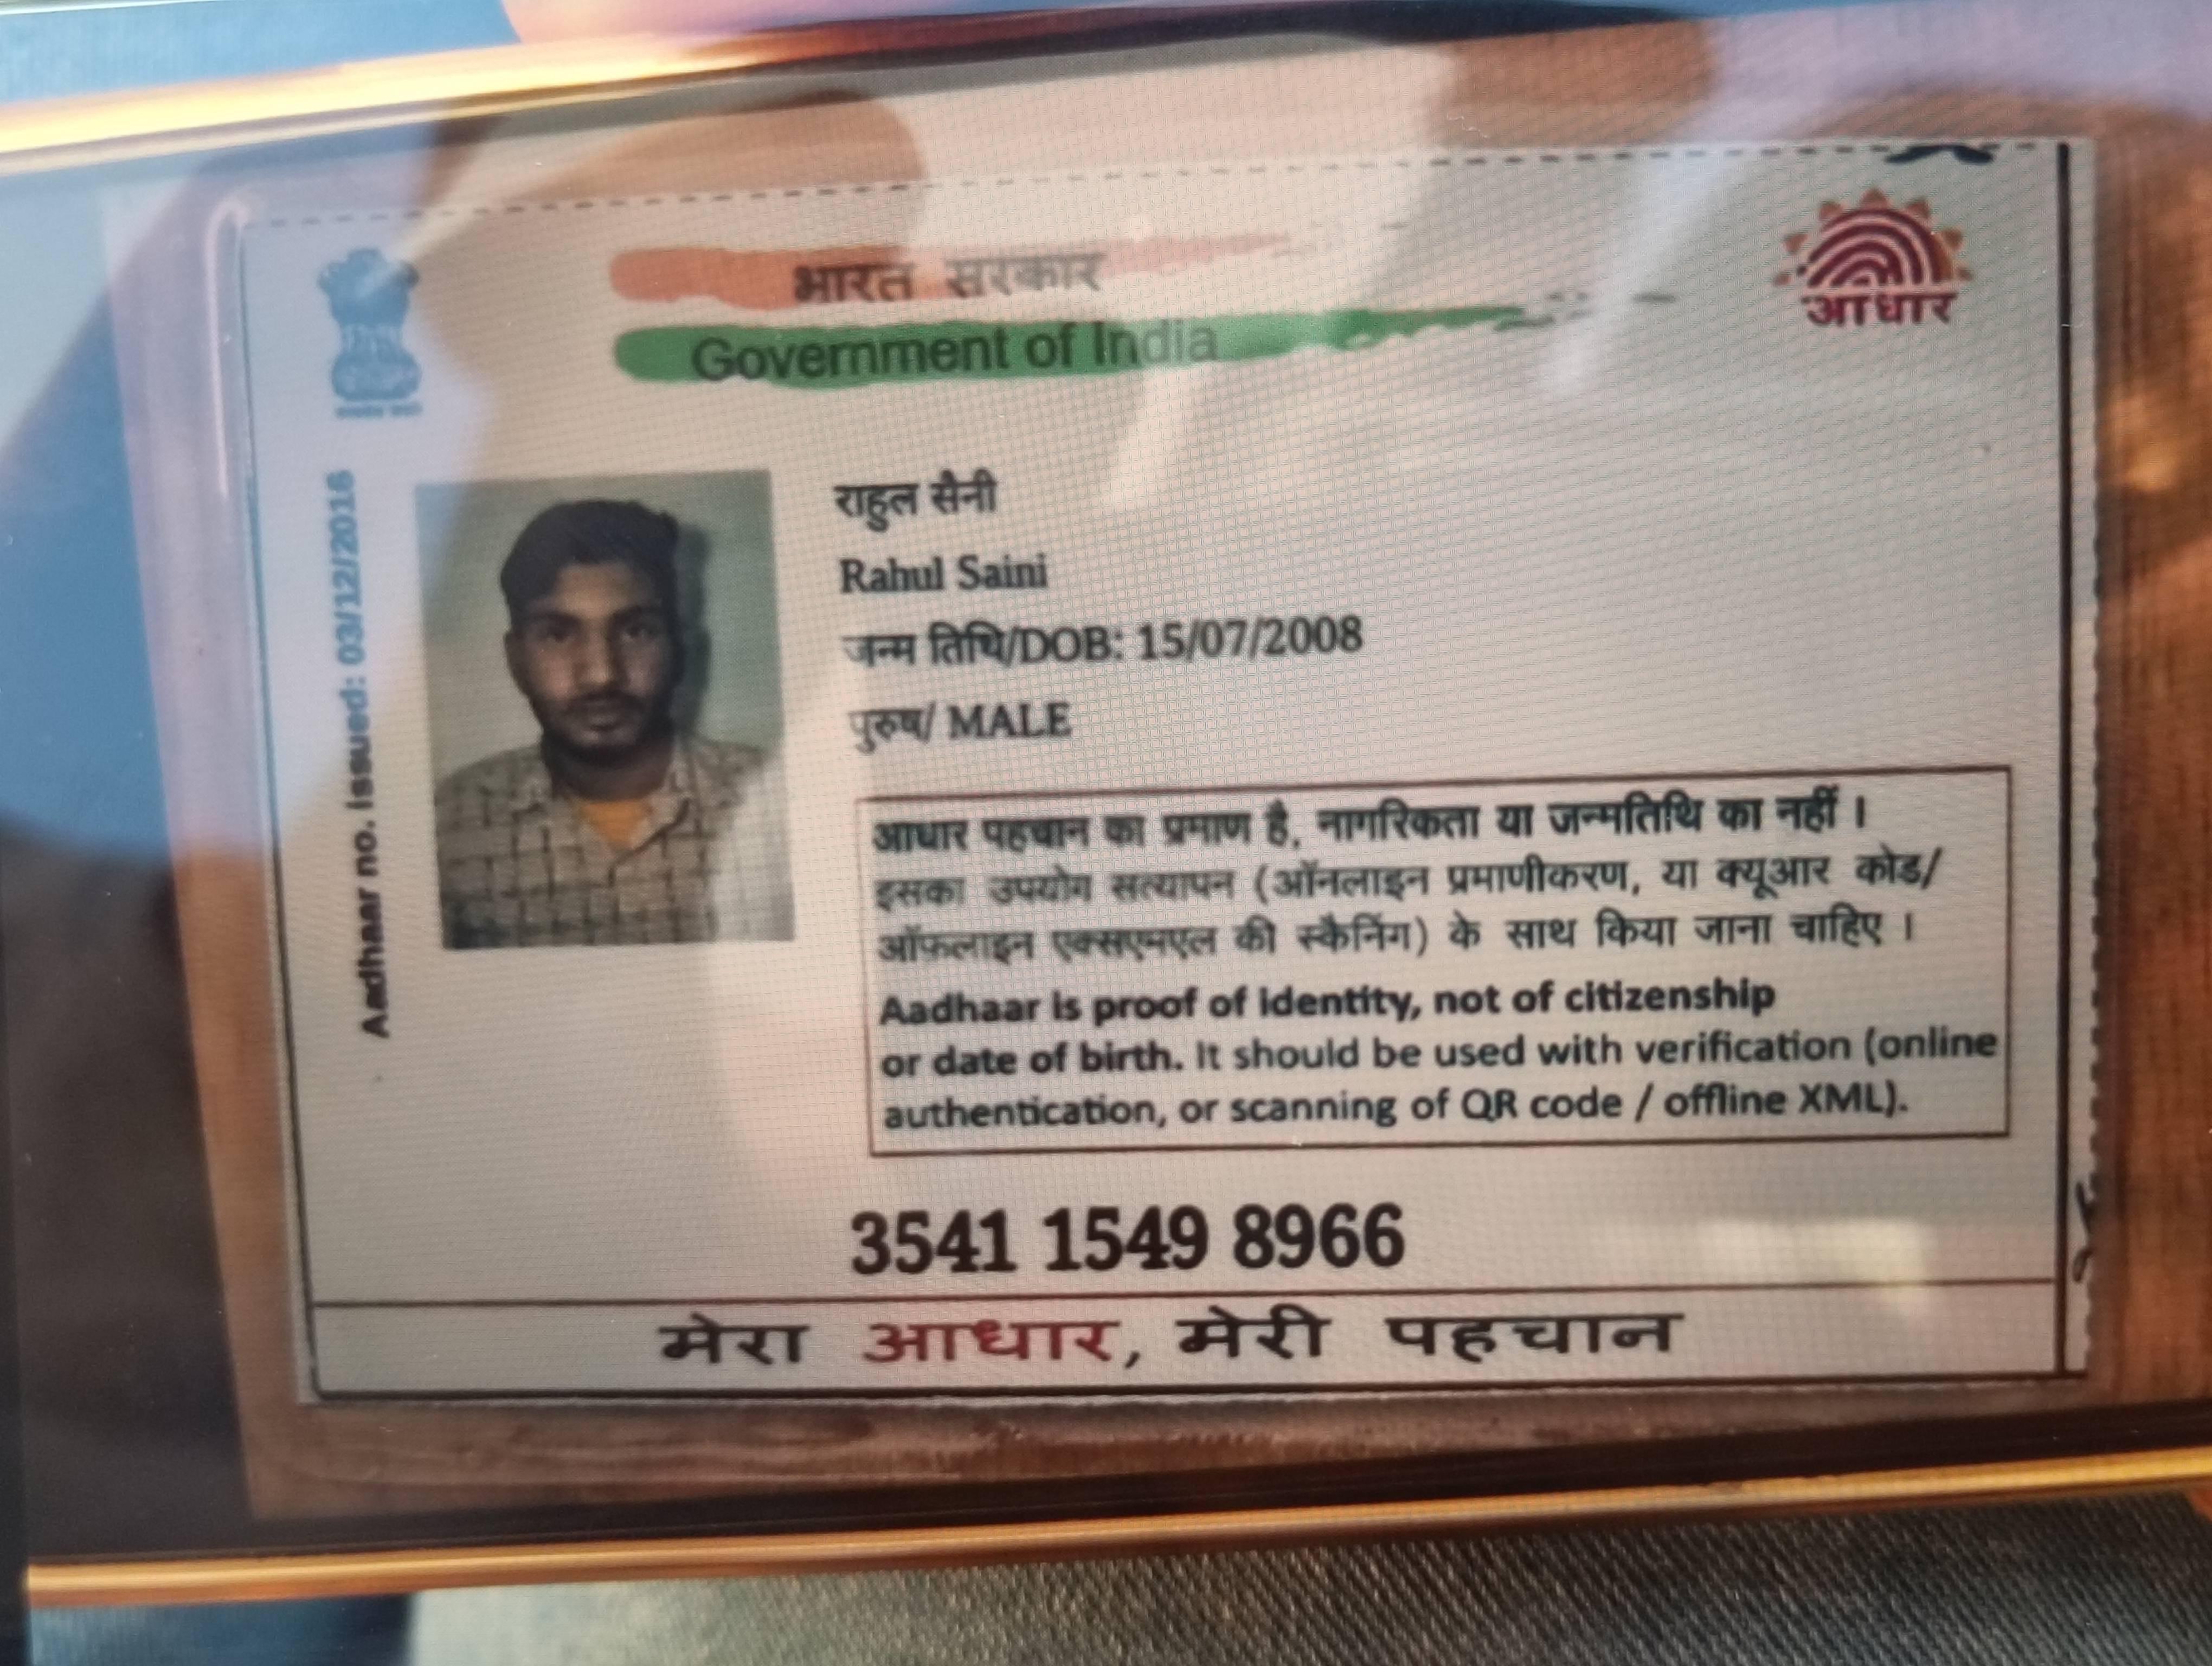 भारत सरकार
Government of India
आधार
Aadhaar no. issued: 03/12/2016
राहुल सैनी
Rahul Saini
जन्म तिथि/DOB: 15/07/2008
पुरुष/ MALE
आधार पहचान का प्रमाण है, नागरिकता या जन्मतिथि का नहीं ।
इसका उपयोग सत्यापन (ऑनलाइन प्रमाणीकरण, या क्यूआर कोड/
ऑफ़लाइन एक्सएमएल की स्कैनिंग) के साथ किया जाना चाहिए ।
Aadhaar is proof of identity, not of citizenship
or date of birth. It should be used with verification (online
authentication, or scanning of QR code / offline XML).
3541 1549 8966
मेरा आधार, मेरी पहचान